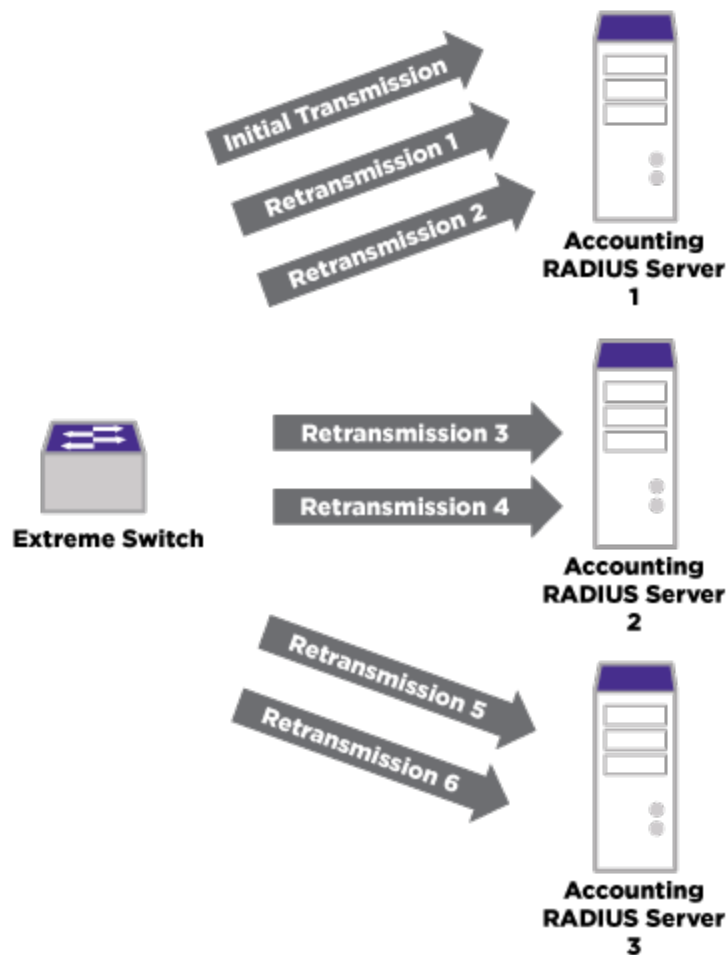 Initial Transmission
Retransmission 1
Retransmission 2
Accounting
RADIUS Server
1
Retransmission 3
Retransmission 4
Extreme Switch
Accounting
RADIUS Server
2
Retransmission 5
Retransmission 6
Accounting
RADIUS Server
3